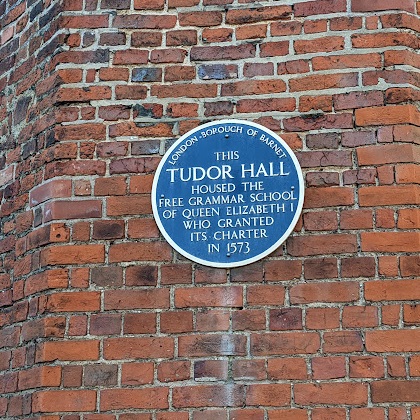 LONDON·BOROUGH OF BARNET
THIS
TUDOR HALL
HOUSED THE
FREE GRAMMAR SCHOOL
OF QUEEN ELIZABETH I
WHO GRANTED
ITS CHARTER
IN 1573